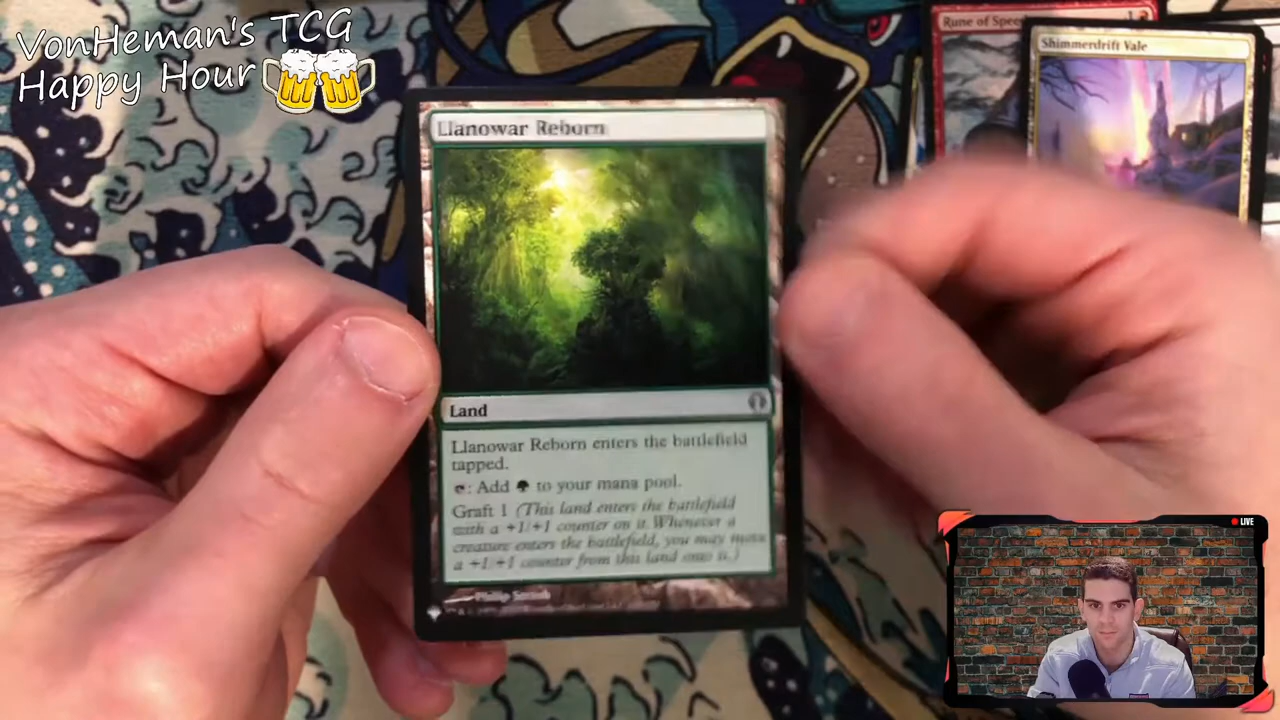 VonHeman's TCG
Happy Hour
Rune of Speed
1
Shimmerdrift Vale
Llanowar Reborn
Land
Llanowar Reborn enters the battlefield
tapped.
: Add to your mana pool.
Graft 1 (This land enters the battlefield
with a +1/+1 counter on it. Whenever a
creature enters the battlefield, you may move
a +1/+1 counter from this land onto it.)
LIVE